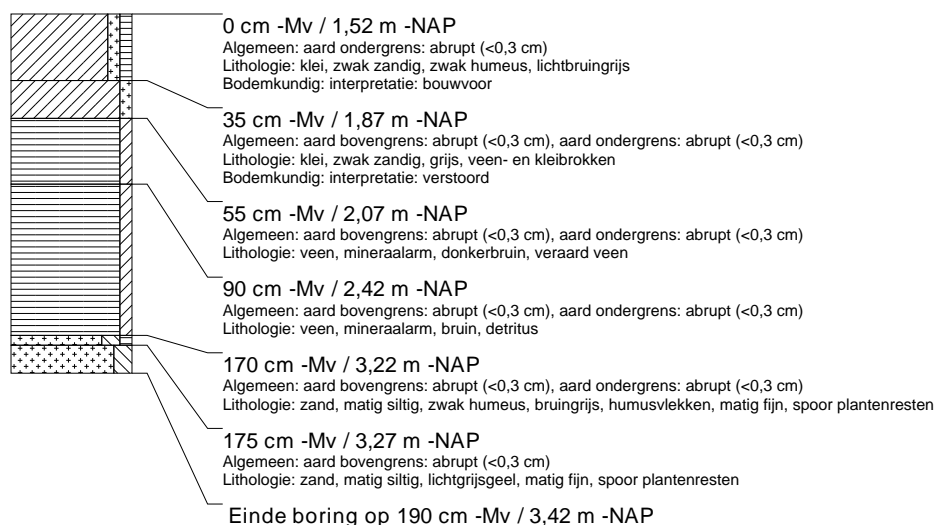 0 cm -Mv / 1,52 m -NAP
Algemeen: aard ondergrens: abrupt (<0,3 cm)
Lithologie: klei, zwak zandig, zwak humeus, lichtbruingrijs
Bodemkundig: interpretatie: bouwvoor
35 cm -Mv / 1,87 m -NAP
Algemeen: aard bovengrens: abrupt (<0,3 cm), aard ondergrens: abrupt (<0,3 cm)
Lithologie: klei, zwak zandig, grijs, veen- en kleibrokken
Bodemkundig: interpretatie: verstoord
55 cm -Mv / 2,07 m -NAP
Algemeen: aard bovengrens: abrupt (<0,3 cm), aard ondergrens: abrupt (<0,3 cm)
Lithologie: veen, mineraalarm, donkerbruin, veraard veen
90 cm -Mv / 2,42 m -NAP
Algemeen: aard bovengrens: abrupt (<0,3 cm), aard ondergrens: abrupt (<0,3 cm)
Lithologie: veen, mineraalarm, bruin, detritus
170 cm -Mv / 3,22 m -NAP
Algemeen: aard bovengrens: abrupt (<0,3 cm), aard ondergrens: abrupt (<0,3 cm)
Lithologie: zand, matig siltig, zwak humeus, bruingrijs, humusvlekken, matig fijn, spoor plantenresten
175 cm -Mv / 3,27 m -NAP
Algemeen: aard bovengrens: abrupt (<0,3 cm)
Lithologie: zand, matig siltig, lichtgrijsgeel, matig fijn, spoor plantenresten
Einde boring op 190 cm -Mv / 3,42 m -NAP